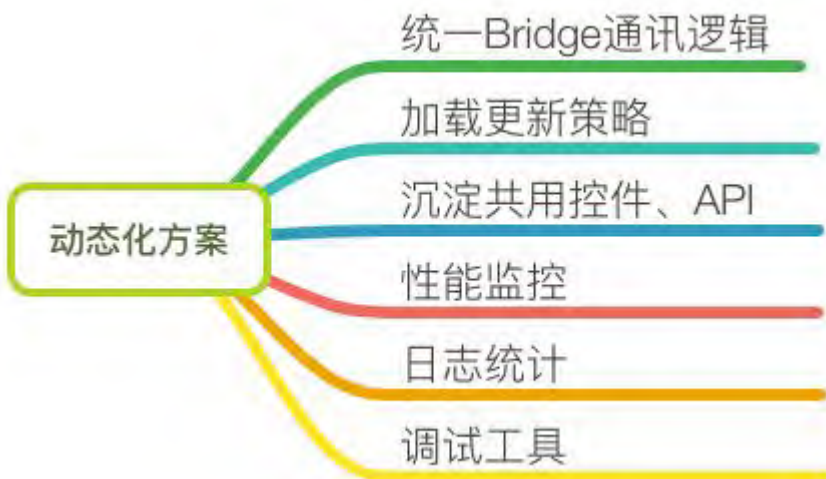 统一Bridge通讯逻辑
加载更新策略
沉淀共用控件、API
动态化方案
性能监控
日志统计
调试工具